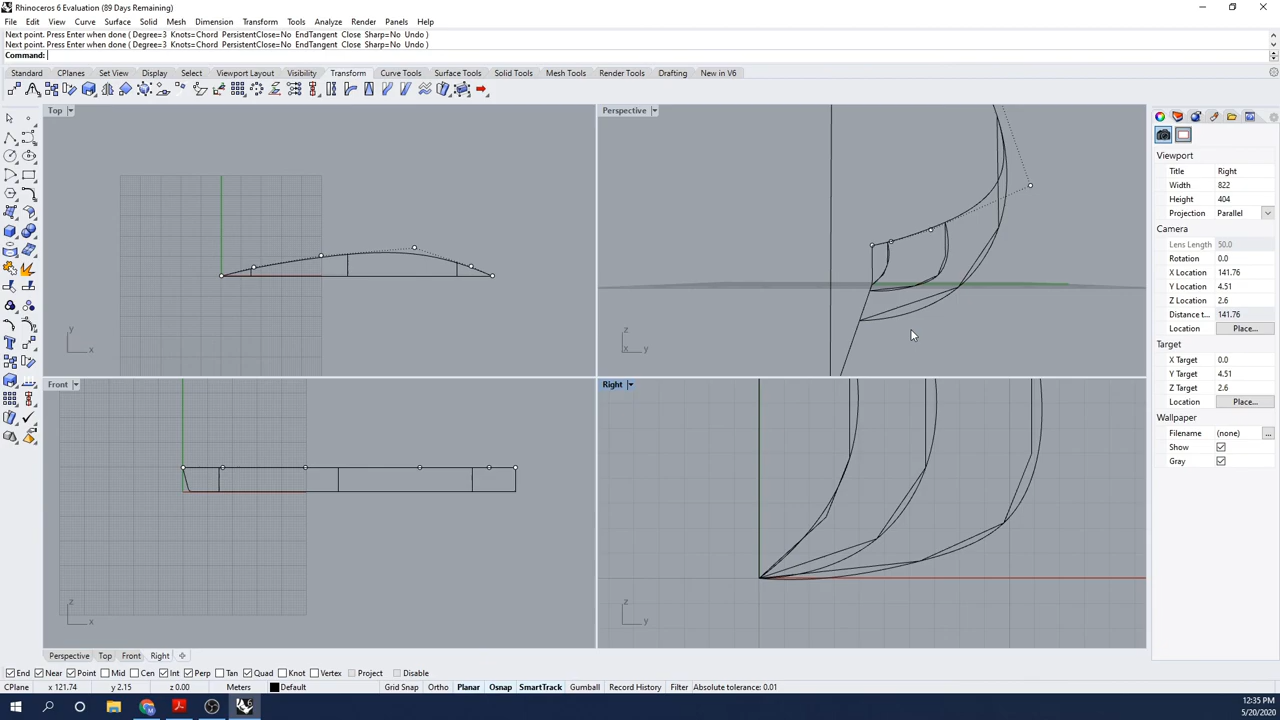 Rhinoceros 6 Evaluation (89 Days Remaining)
File Edit View Curve Surface Solid Mesh Dimension Transform Tools Analyze Render Panels Help
Next point. Press Enter when done ( Degree=3 Knots=Chord PersistentClose=No EndTangent Close Sharp=No Undo )
Next point. Press Enter when done ( Degree=3 Knots=Chord PersistentClose=No EndTangent Close Sharp=No Undo )
Command:
Standard CPlanes Set View Display Select Viewport Layout Visibility Transform Curve Tools Surface Tools Solid Tools Mesh Tools Render Tools Drafting New in V6
Top
Perspective
Viewport
Title Right
Width 822
Height 404
Projection Parallel
Camera
Lens Length 50.0
Rotation 0.0
X Location 141.76
Y Location 4.51
Z Location 2.6
Distance t... 141.76
Location Place...
Target
X Target 0.0
Y Target 4.51
Z Target 2.6
Location Place...
Wallpaper
Filename (none) ...
Show
Gray
y
x
z
x y
Front
Right
z
x
z
y
Perspective Top Front Right
End Near Point Mid Cen Int Perp Tan Quad Knot Vertex Project Disable
CPlane x 121.74 y 2.15 z 0.00 Meters Default Grid Snap Ortho Planar Osnap SmartTrack Gumball Record History Filter Absolute tolerance: 0.01
12:35 PM
5/20/2020